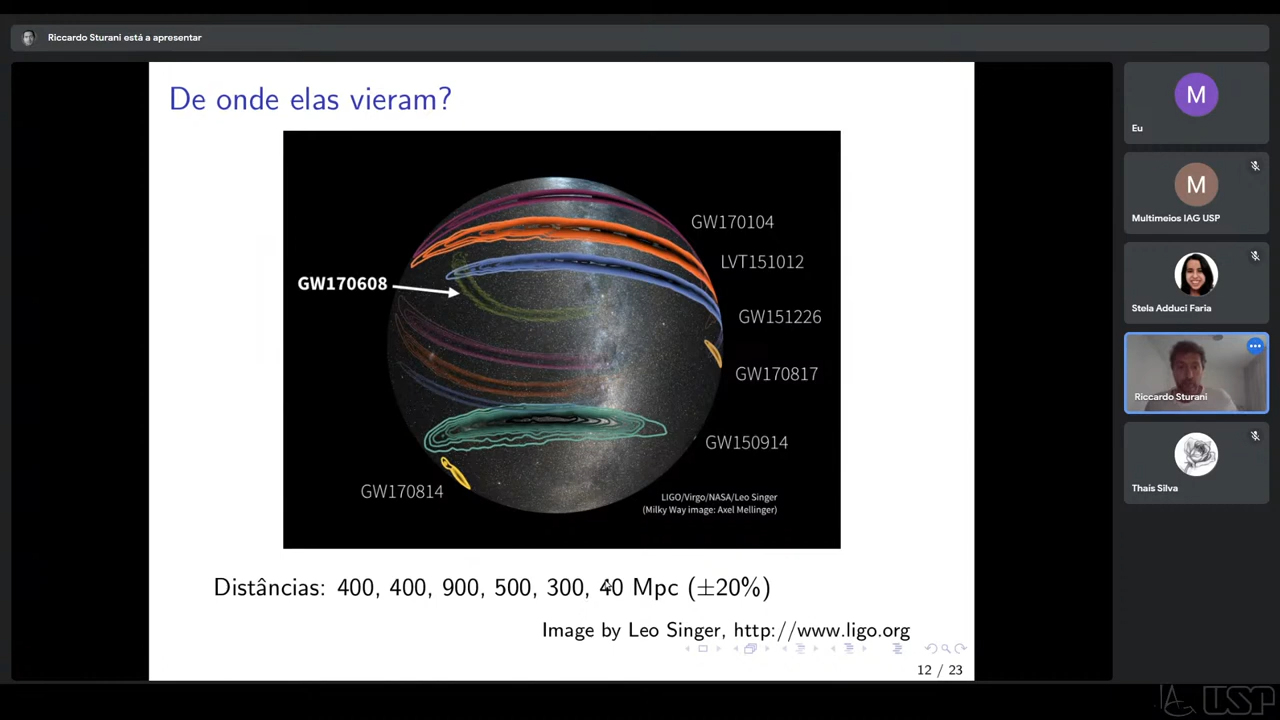 Riccardo Sturani está a apresentar
De onde elas vieram?
GW170104
LVT151012
GW170608
GW151226
GW170817
GW150914
GW170814
LIGO/Virgo/NASA/Leo Singer
(Milky Way image: Axel Mellinger)
Distâncias: 400, 400, 900, 500, 300, 40 Mpc (±20%)
Image by Leo Singer, http://www.ligo.org
12 / 23
M
Eu
M
Multimeios IAG USP
Stela Adduci Faria
Riccardo Sturani
Thaís Silva
USP